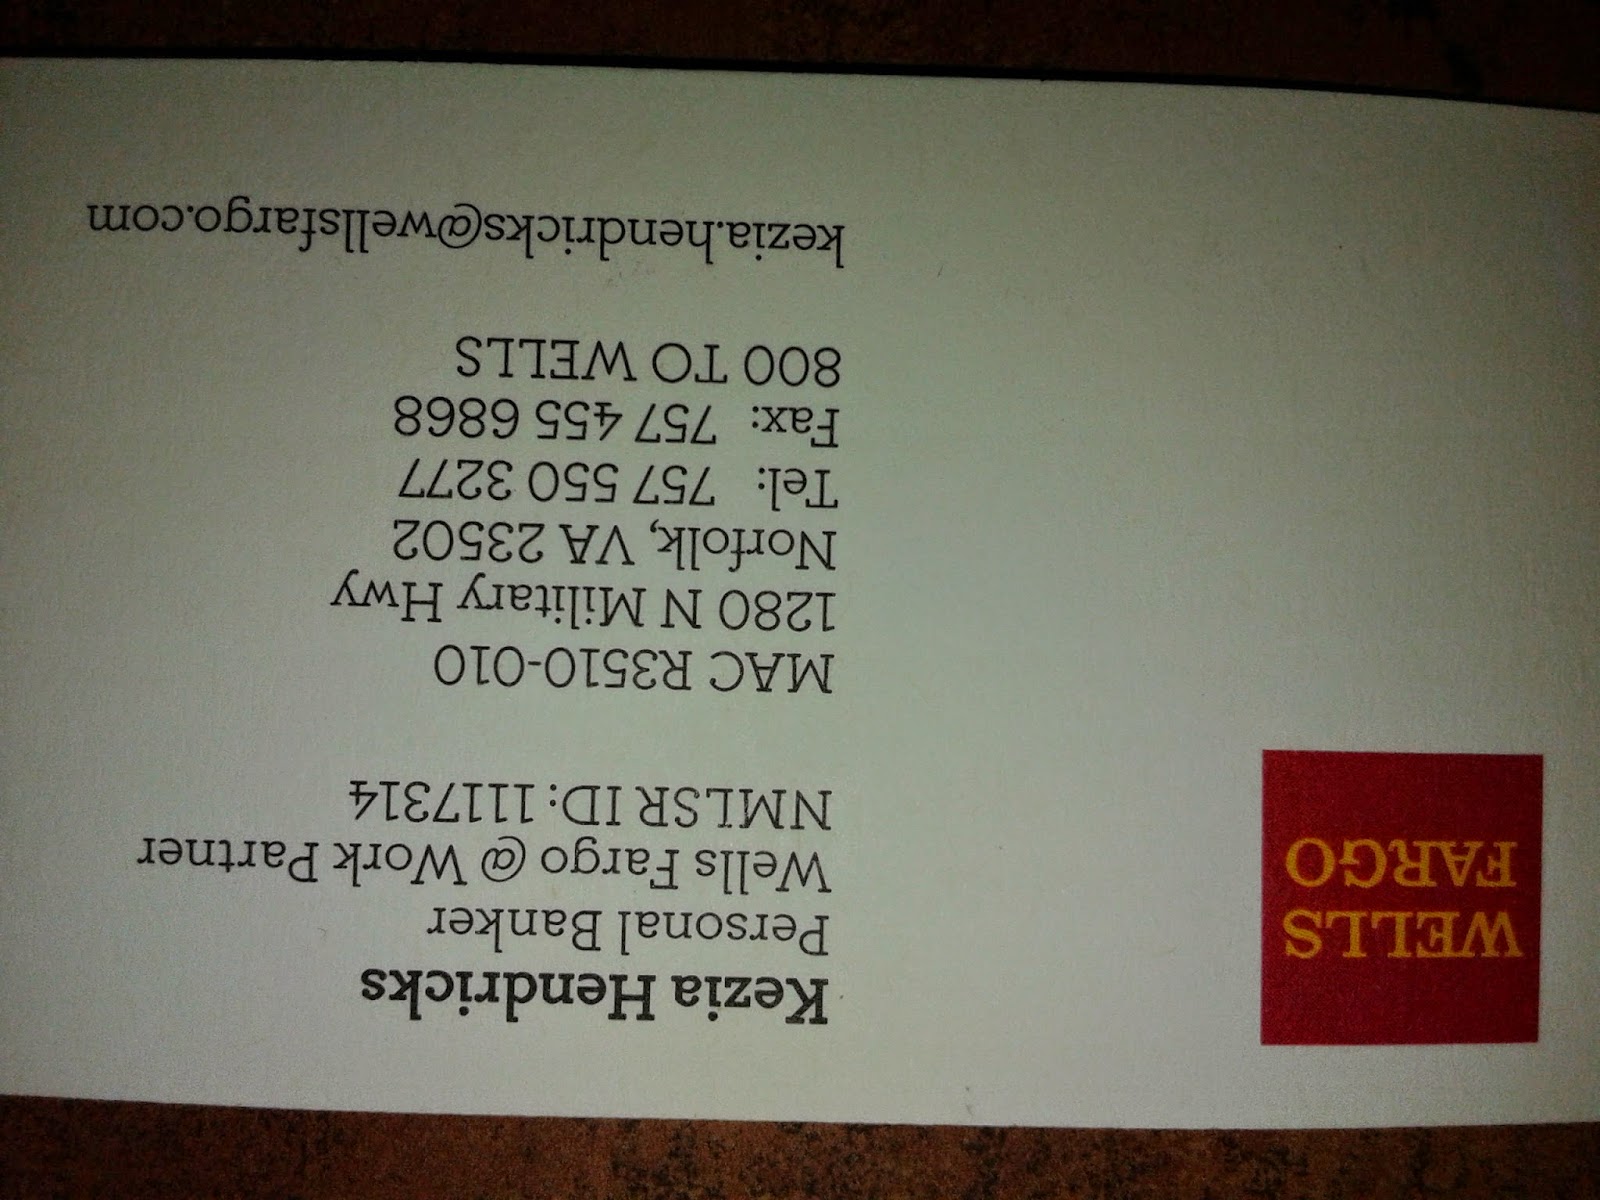 WELLS
FARGO
Kezia Hendricks
Personal Banker
Wells Fargo @ Work Partner
NMLSR ID: 1117314
MAC R3510-010
1280 N Military Hwy
Norfolk, VA 23502
Tel: 757 550 3277
Fax: 757 455 6868
800 TO WELLS
kezia.hendricks@wellsfargo.com